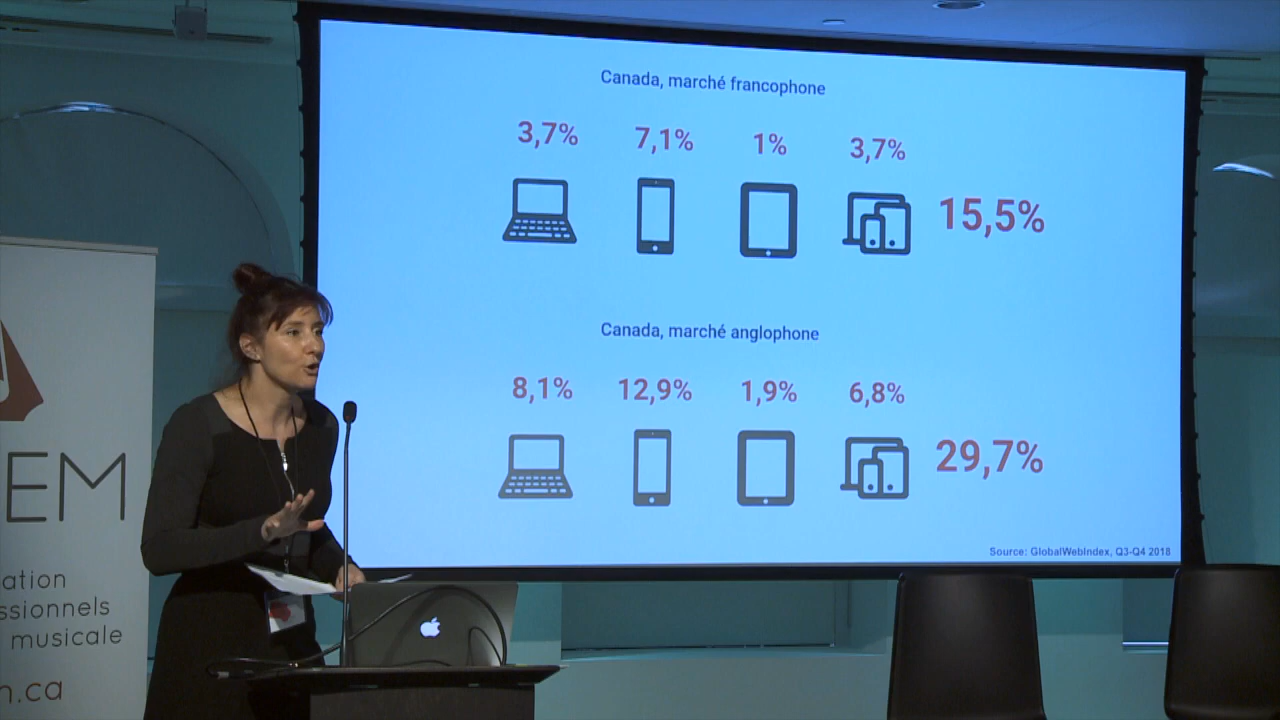 Canada, marché francophone
3,7% 7,1% 1% 3,7%
15,5%
Canada, marché anglophone
8,1% 12,9% 1,9% 6,8%
29,7%
Source: GlobalWebIndex, Q3-Q4 2018
EM
ation
ssionnels
musicale
n.ca